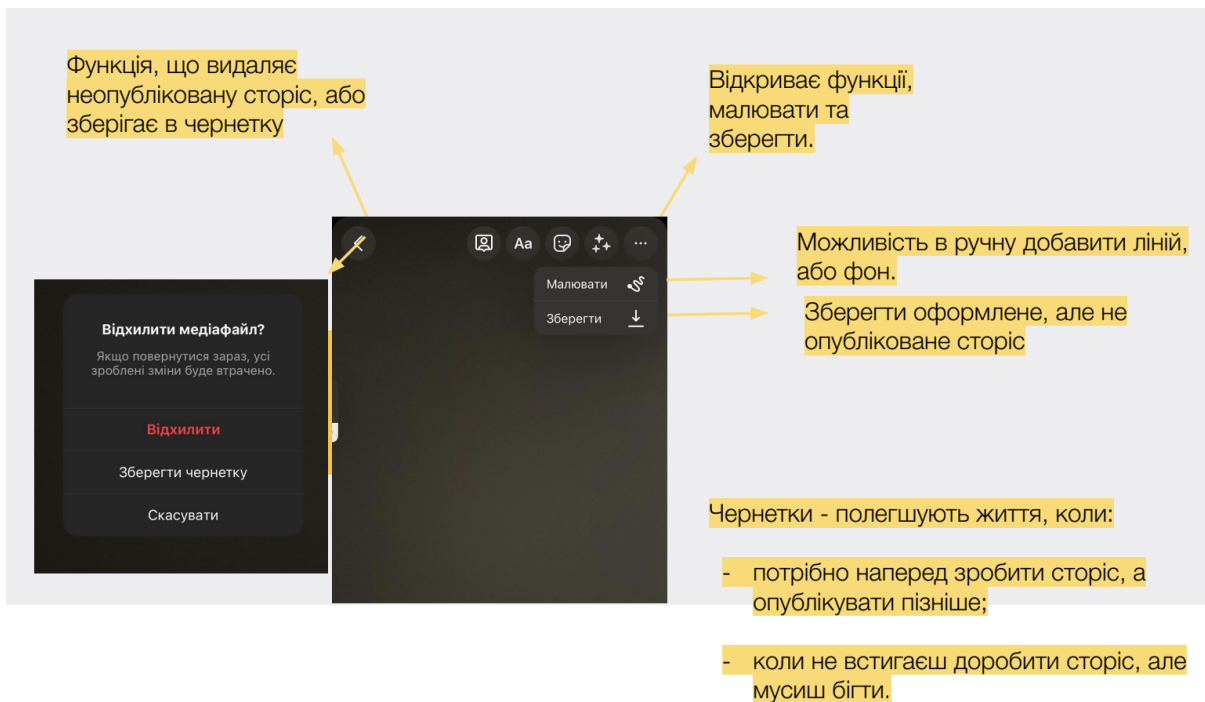 Функція, що видаляє
неопубліковану сторіс, або
зберігає в чернетку
Відкриває функції,
малювати та
зберегти.
Aa
Малювати
Зберегти
Можливість в ручну добавити ліній,
або фон.
Зберегти оформлене, але не
опубліковане сторіс
Відхилити медіафайл?
Якщо повернутися зараз, усі
зроблені зміни буде втрачено.
Відхилити
Зберегти чернетку
Скасувати
Чернетки - полегшують життя, коли:
- потрібно наперед зробити сторіс, а
опублікувати пізніше;
- коли не встигаєш доробити сторіс, але
мусиш бігти.